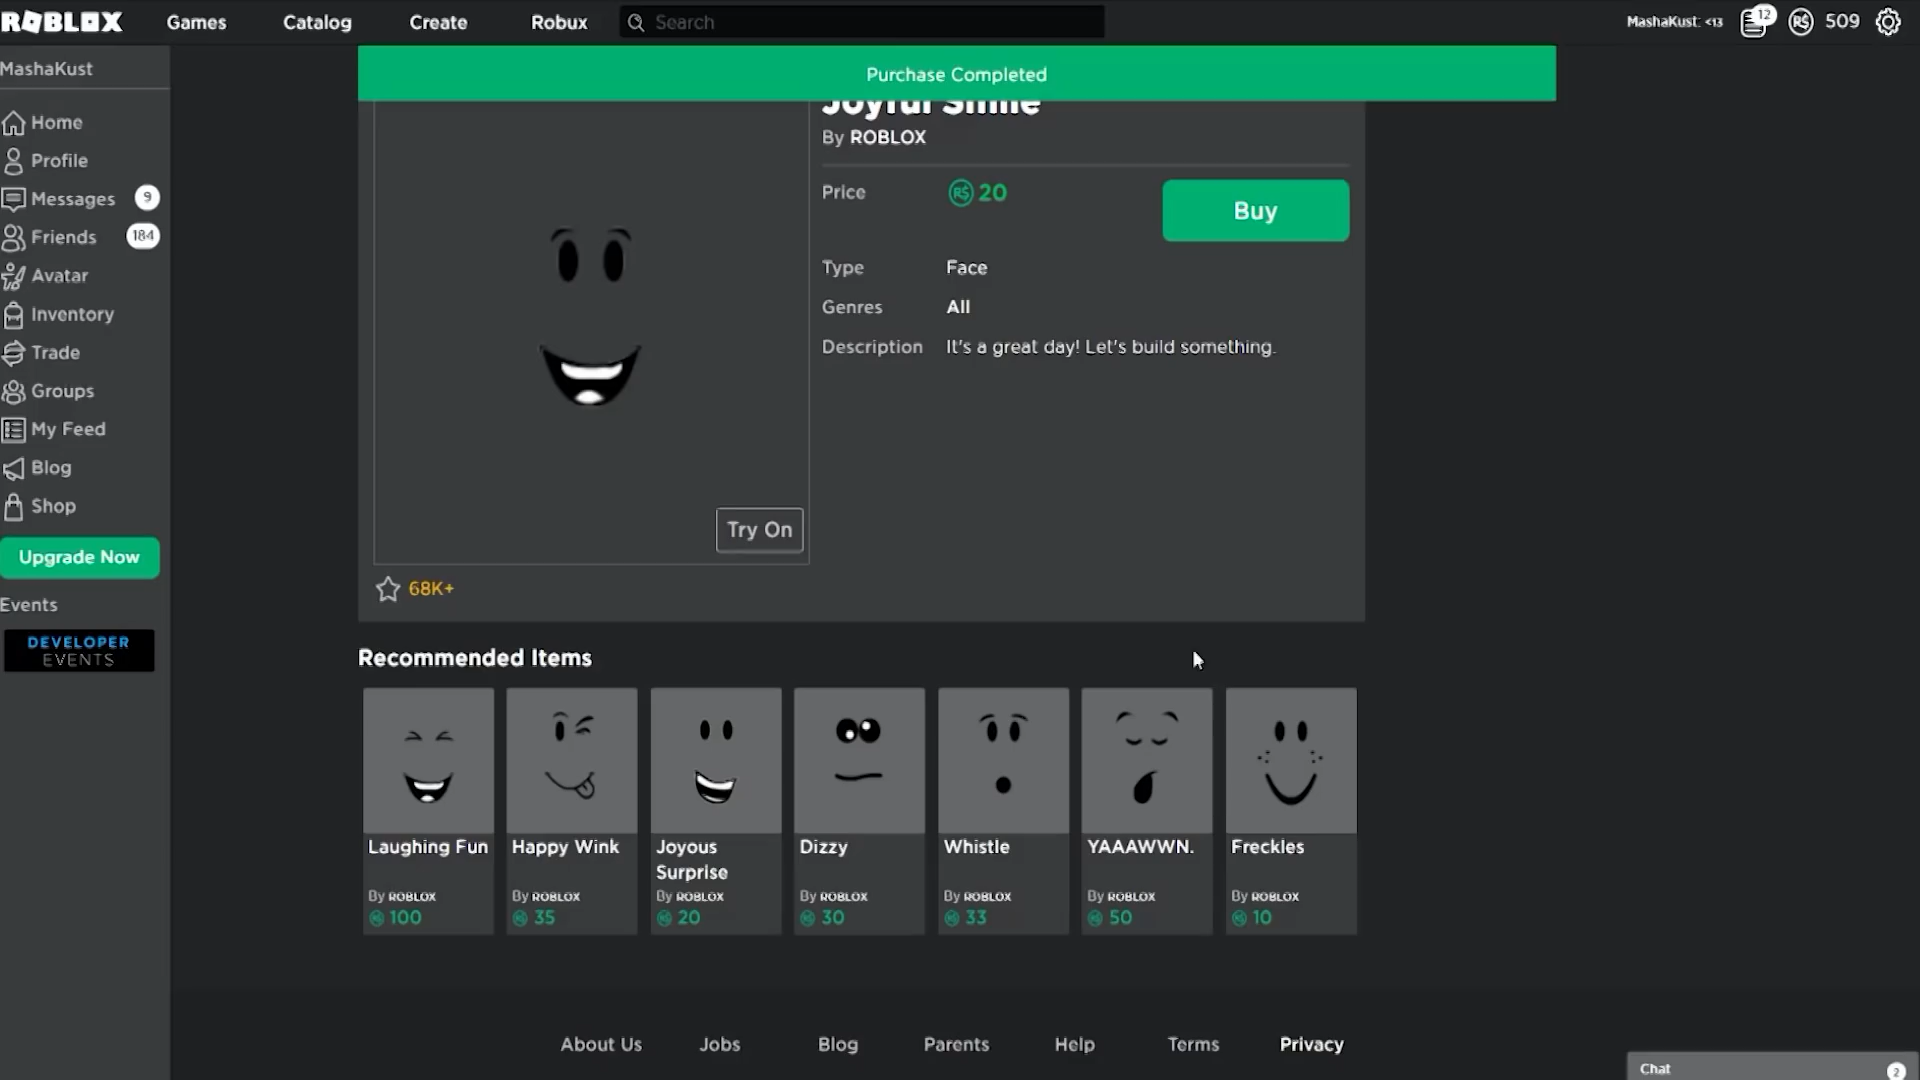 ROBLOX
Games
Catalog
Create
Robux
Search
MashaKust: <13
12
509
MashaKust
Home
Profile
Messages
9
Friends
184
Avatar
Inventory
Trade
Groups
My Feed
Blog
Shop
Upgrade Now
Events
DEVELOPER
EVENTS
Purchase Completed
Joyful Smile
By ROBLOX
Price
R$ 20
Buy
Type
Face
Genres
All
Description
It's a great day! Let's build something.
Try On
68K+
Recommended Items
Laughing Fun
By ROBLOX
100
Happy Wink
By ROBLOX
35
Joyous
Surprise
By ROBLOX
20
Dizzy
By ROBLOX
30
Whistle
By ROBLOX
33
YAAAWWN.
By ROBLOX
50
Freckles
By ROBLOX
10
About Us
Jobs
Blog
Parents
Help
Terms
Privacy
Chat
2